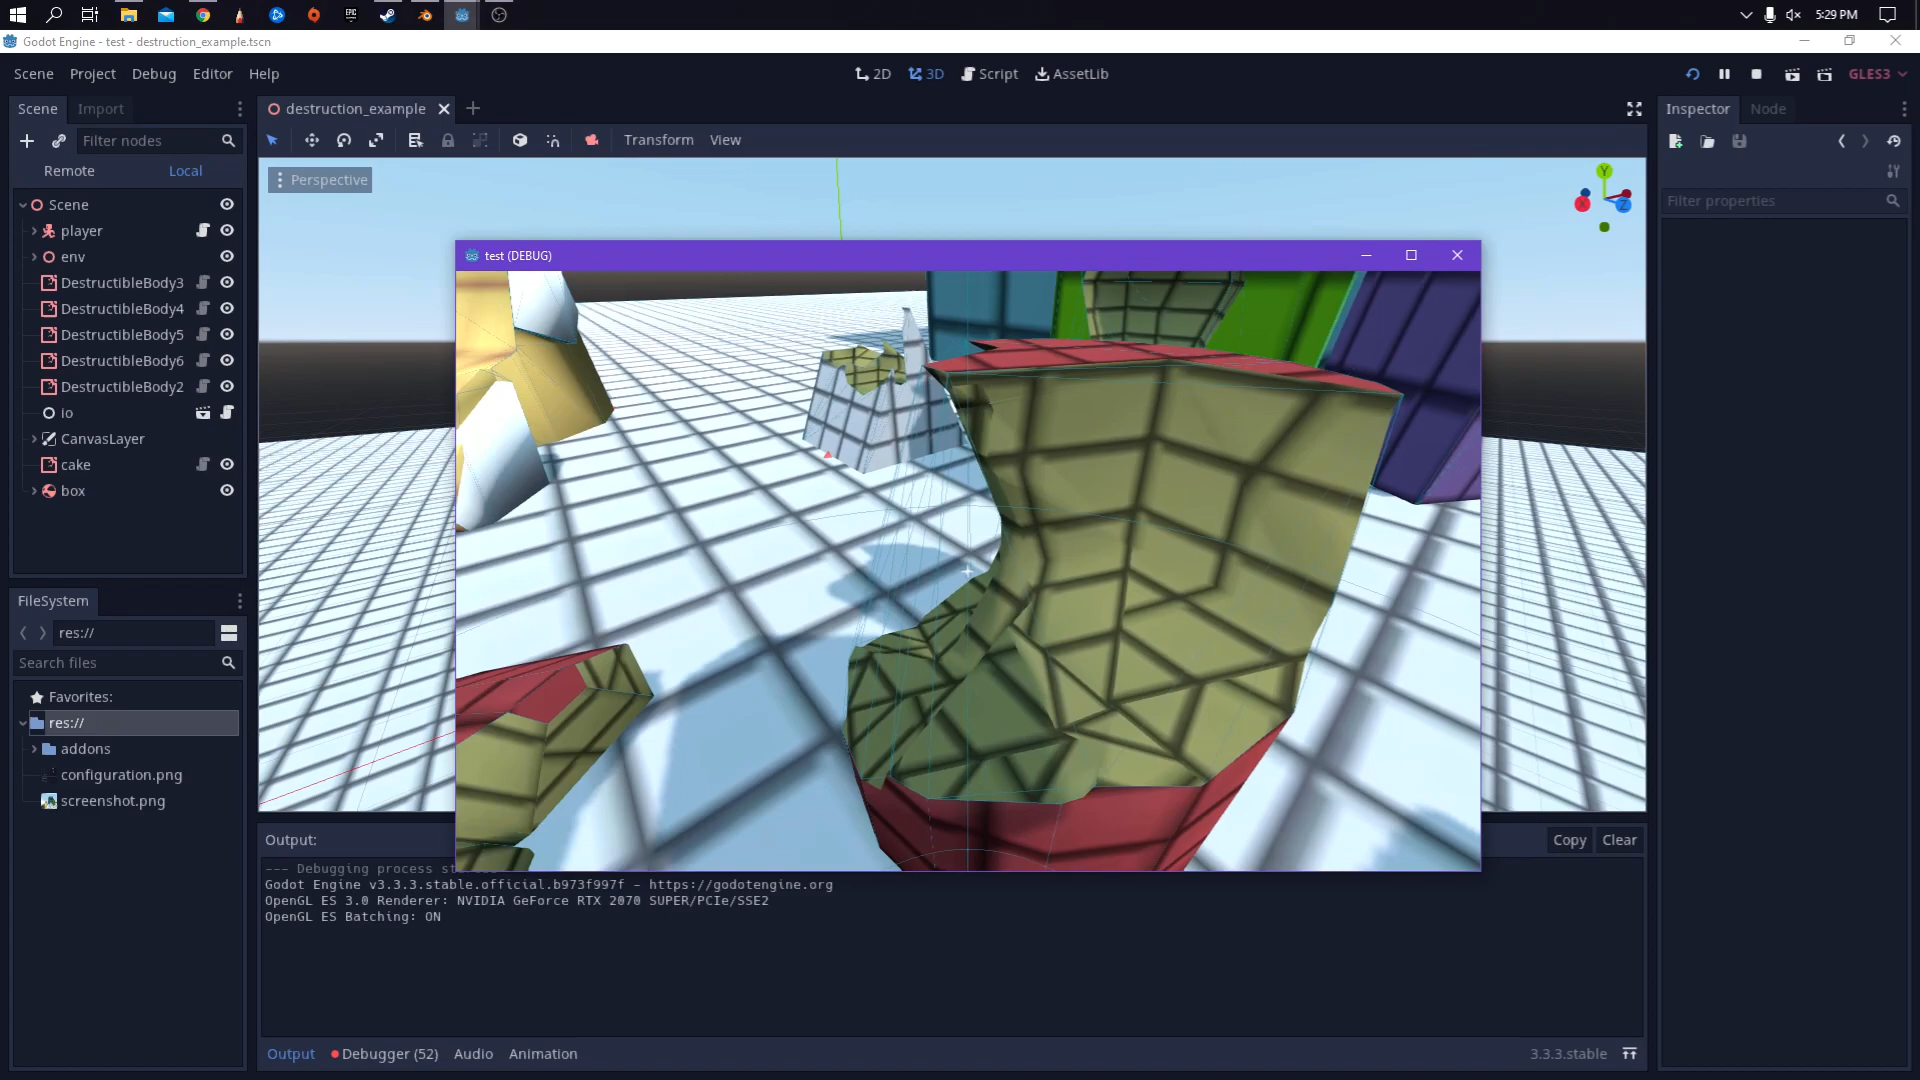 5:29 PM
Godot Engine - test - destruction_example.tscn
Scene Project Debug Editor Help
2D 3D Script AssetLib
GLES3
Scene Import
destruction_example
Inspector Node
Filter nodes
Transform View
Remote Local
Perspective
Y
X
Z
Filter properties
Scene
player
env
DestructibleBody3
DestructibleBody4
DestructibleBody5
DestructibleBody6
DestructibleBody2
io
CanvasLayer
cake
box
test (DEBUG)
FileSystem
res://
Search files
Favorites:
res://
addons
configuration.png
screenshot.png
Output:
Copy Clear
--- Debugging process st
Godot Engine v3.3.3.stable.official.b973f997f - https://godotengine.org
OpenGL ES 3.0 Renderer: NVIDIA GeForce RTX 2070 SUPER/PCIe/SSE2
OpenGL ES Batching: ON
Output Debugger (52) Audio Animation
3.3.3.stable